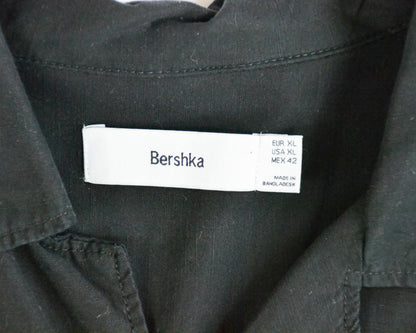 Bershka
EUR XL
USA XL
MEX 42
MADE IN
BANGLADESH